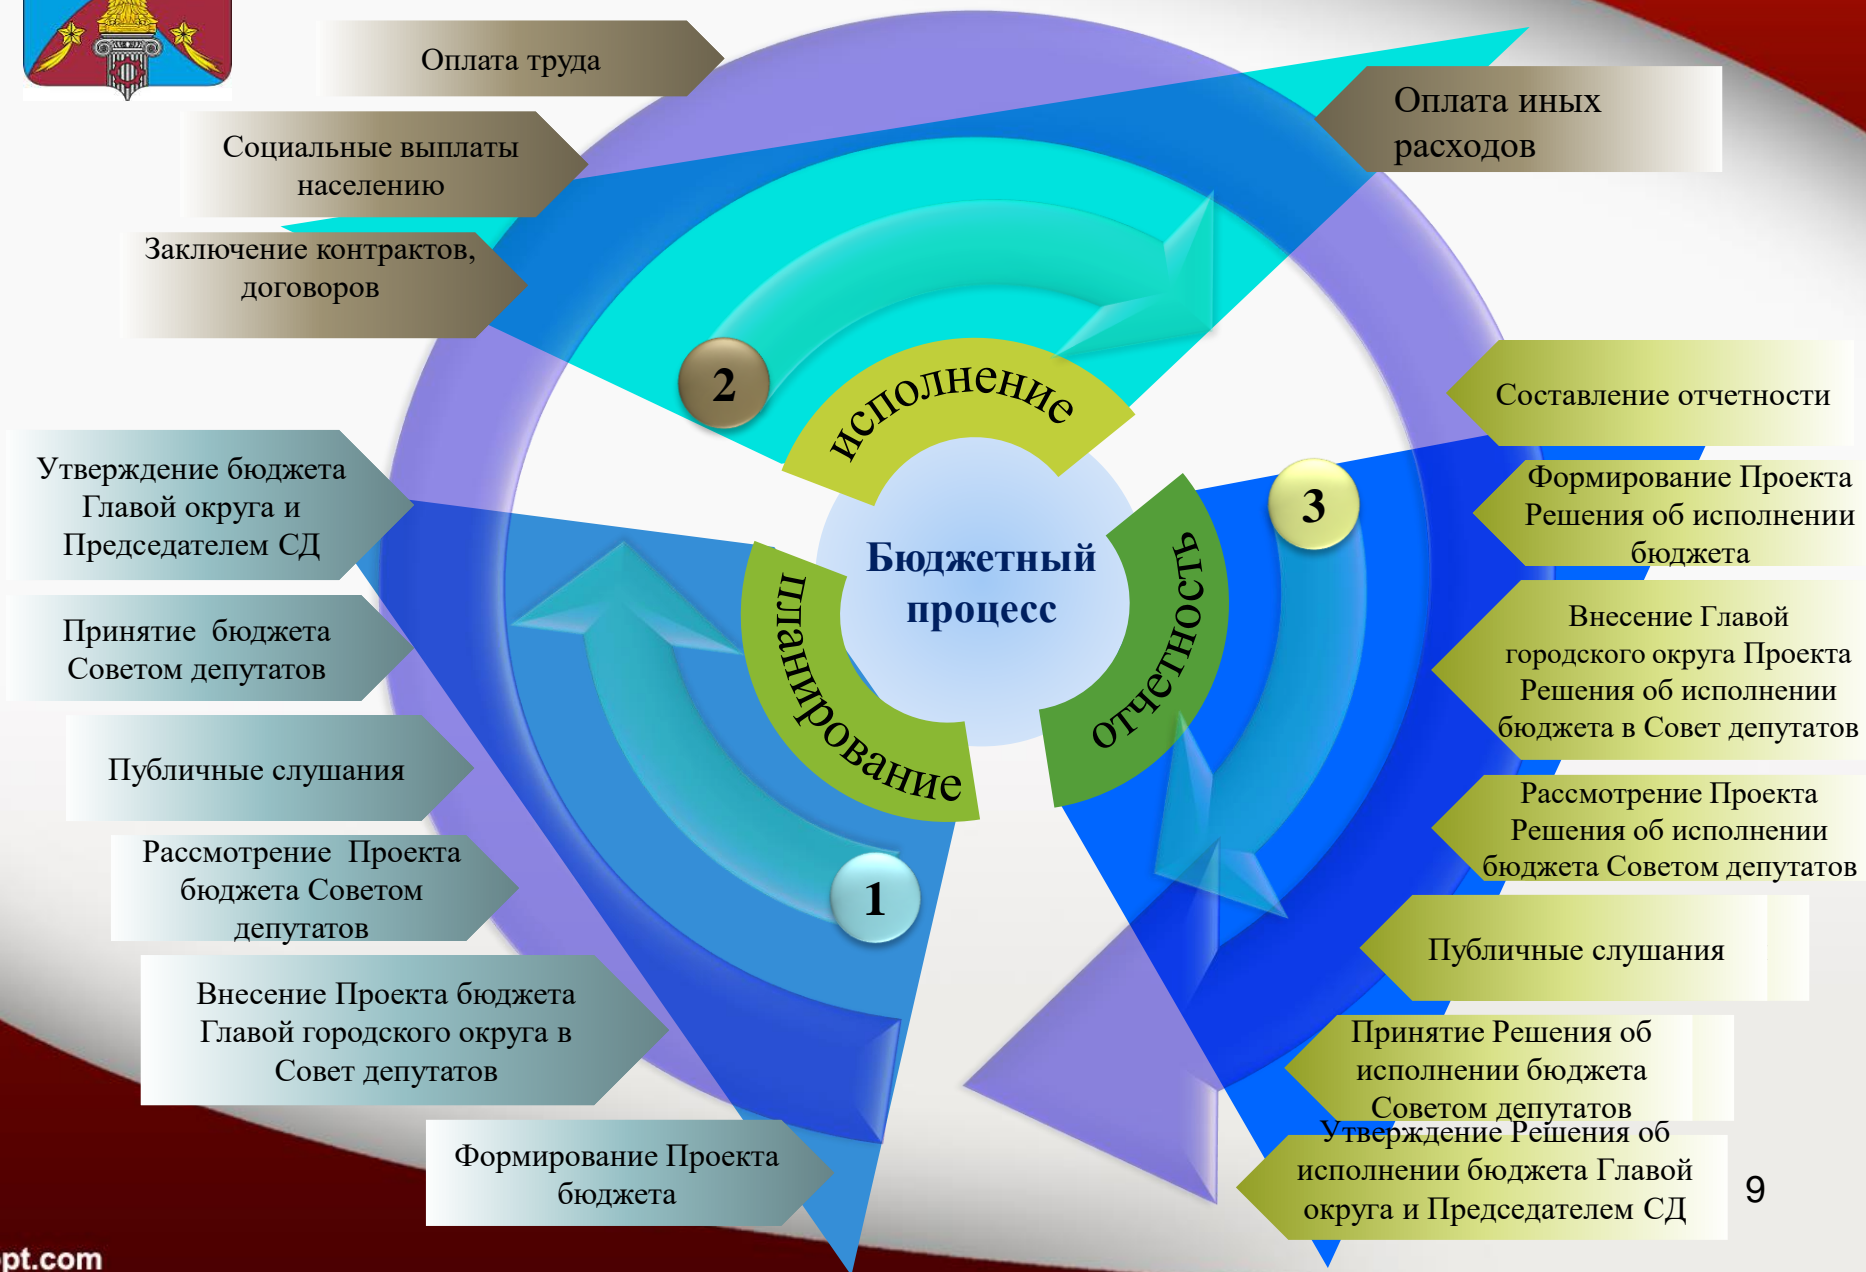 Оплата труда
Социальные выплаты
населению
Заключение контрактов,
договоров
Оплата иных
расходов
2
исполнение
Утверждение бюджета
Главой округа и
Председателем СД
Принятие бюджета
Советом депутатов
Публичные слушания
Рассмотрение Проекта
бюджета Советом
депутатов
Внесение Проекта бюджета
Главой городского округа в
Совет депутатов
Формирование Проекта
бюджета
1
планирование
Бюджетный
процесс
отчетность
3
Составление отчетности
Формирование Проекта
Решения об исполнении
бюджета
Внесение Главой
городского округа Проекта
Решения об исполнении
бюджета в Совет депутатов
Рассмотрение Проекта
Решения об исполнении
бюджета Советом депутатов
Публичные слушания
Принятие Решения об
исполнении бюджета
Советом депутатов
Утверждение Решения об
исполнении бюджета Главой
округа и Председателем СД
9
pt.com